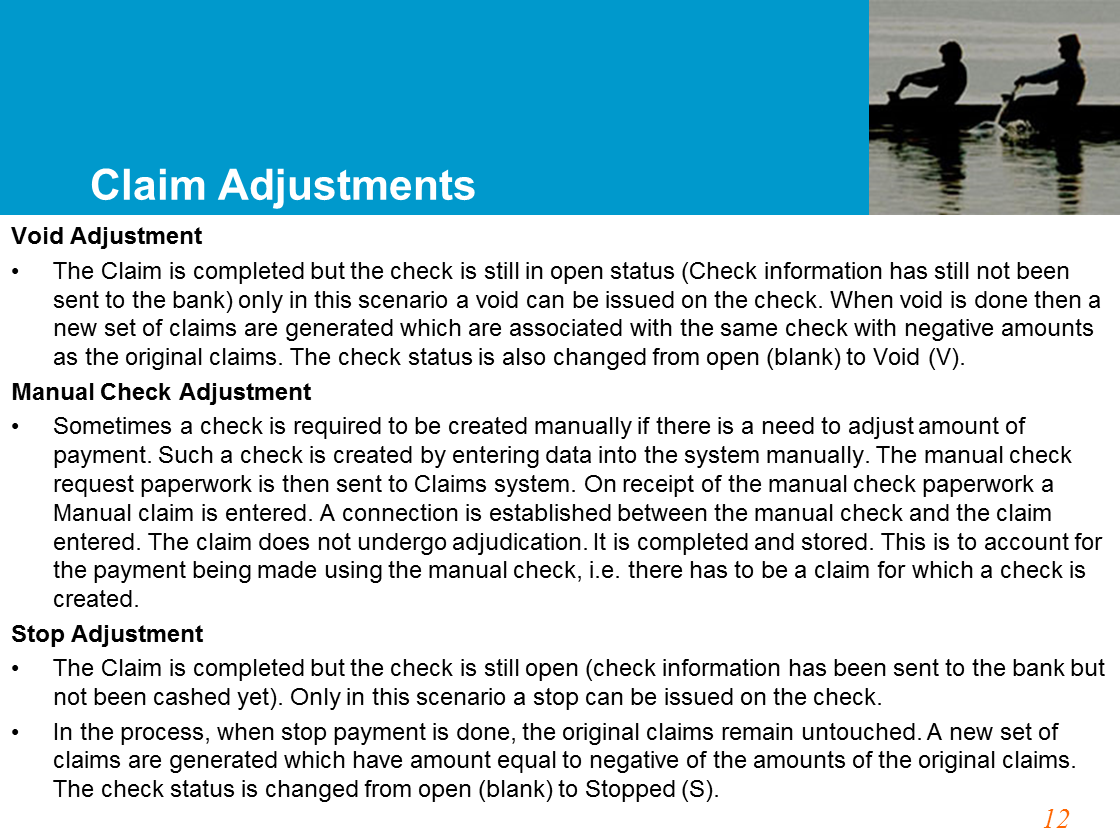 Claim Adjustments
Void Adjustment
• The Claim is completed but the check is still in open status (Check information has still not been
sent to the bank) only in this scenario a void can be issued on the check. When void is done then a
new set of claims are generated which are associated with the same check with negative amounts
as the original claims. The check status is also changed from open (blank) to Void (V).
Manual Check Adjustment
• Sometimes a check is required to be created manually if there is a need to adjust amount of
payment. Such a check is created by entering data into the system manually. The manual check
request paperwork is then sent to Claims system. On receipt of the manual check paperwork a
Manual claim is entered. A connection is established between the manual check and the claim
entered. The claim does not undergo adjudication. It is completed and stored. This is to account for
the payment being made using the manual check, i.e. there has to be a claim for which a check is
created.
Stop Adjustment
• The Claim is completed but the check is still open (check information has been sent to the bank but
not been cashed yet). Only in this scenario a stop can be issued on the check.
• In the process, when stop payment is done, the original claims remain untouched. A new set of
claims are generated which have amount equal to negative of the amounts of the original claims.
The check status is changed from open (blank) to Stopped (S).
12